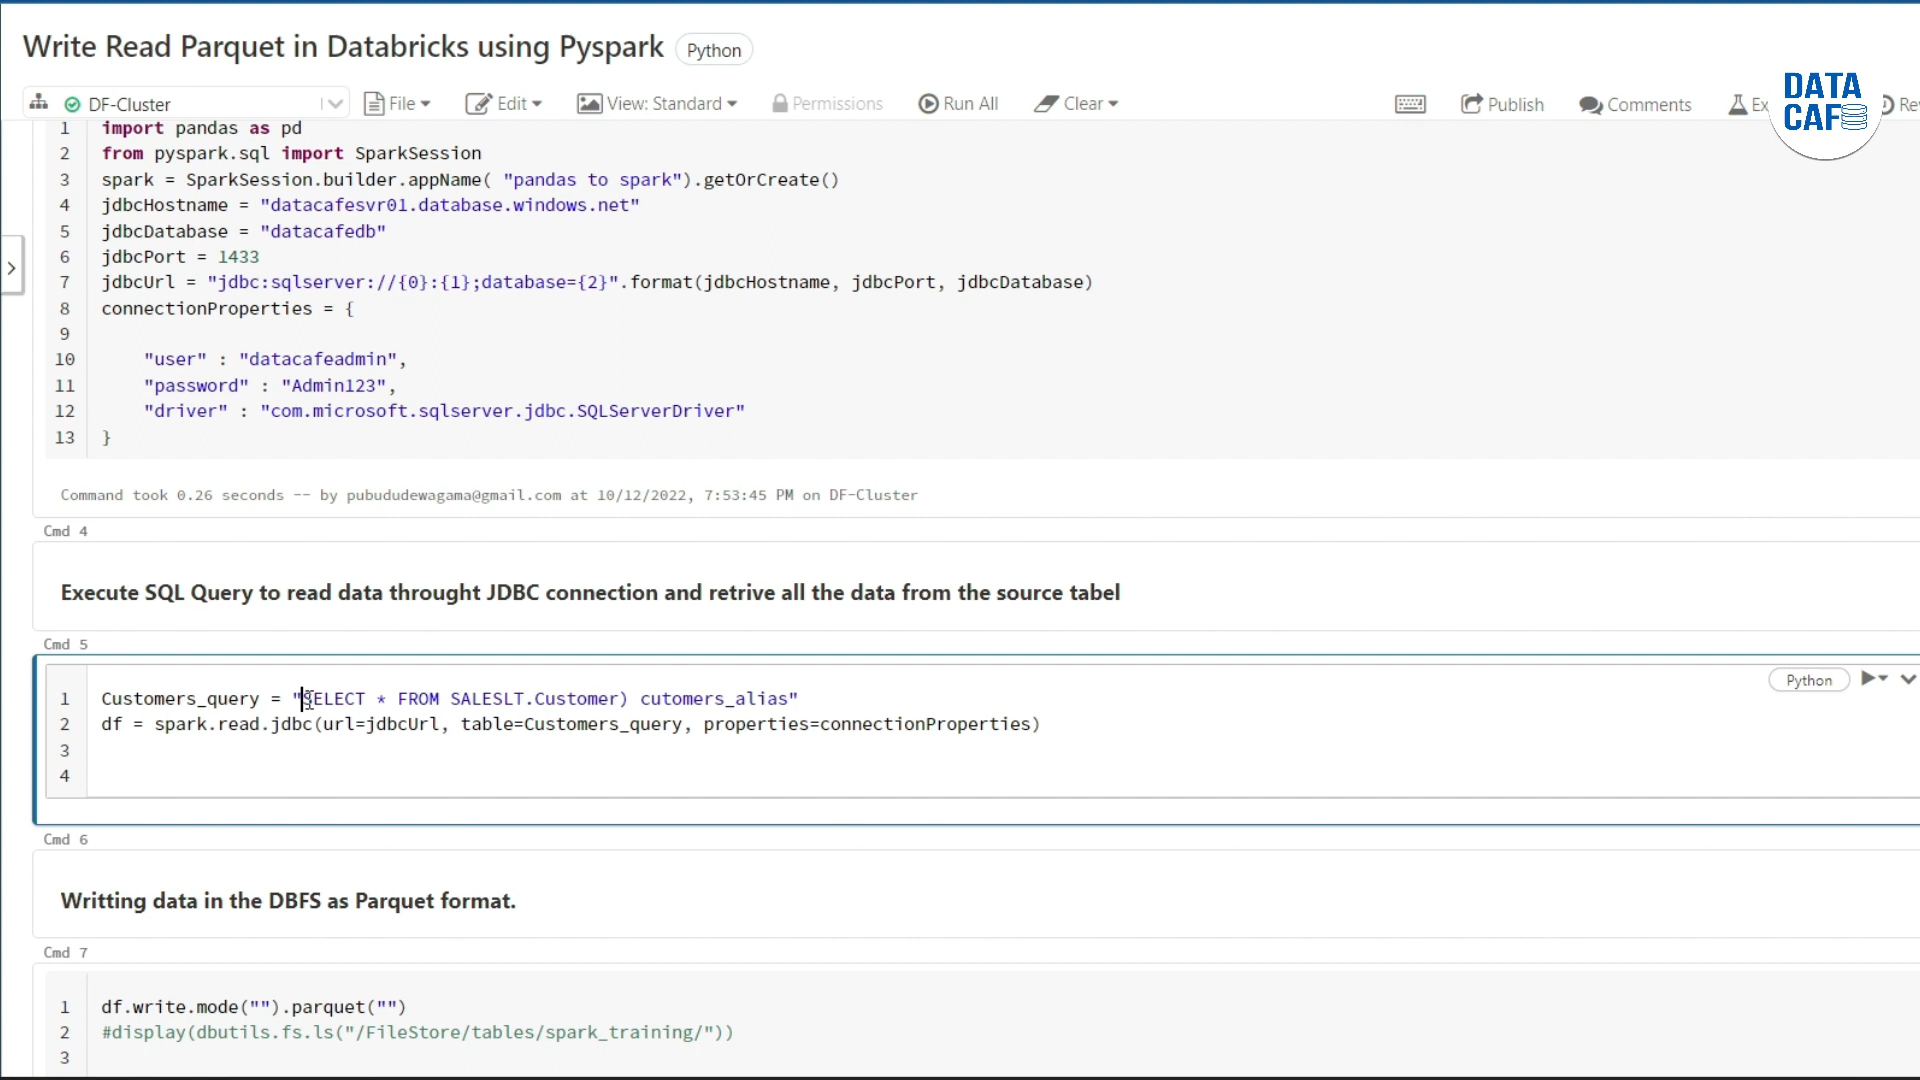 Write Read Parquet in Databricks using Pyspark Python
DF-Cluster File Edit View: Standard Permissions Run All Clear Publish Comments Ex Rev
DATA
CAFE
1 import pandas as pd
2 from pyspark.sql import SparkSession
3 spark = SparkSession.builder.appName( "pandas to spark").getOrCreate()
4 jdbcHostname = "datacafesvr01.database.windows.net"
5 jdbcDatabase = "datacafedb"
6 jdbcPort = 1433
7 jdbcUrl = "jdbc:sqlserver://{0}:{1};database={2}".format(jdbcHostname, jdbcPort, jdbcDatabase)
8 connectionProperties = {
9
10 "user" : "datacafeadmin",
11 "password" : "Admin123",
12 "driver" : "com.microsoft.sqlserver.jdbc.SQLServerDriver"
13 }
Command took 0.26 seconds -- by pubududewagama@gmail.com at 10/12/2022, 7:53:45 PM on DF-Cluster
Cmd 4
Execute SQL Query to read data throught JDBC connection and retrive all the data from the source tabel
Cmd 5
Python
1 Customers_query = "SELECT * FROM SALESLT.Customer) cutomers_alias"
2 df = spark.read.jdbc(url=jdbcUrl, table=Customers_query, properties=connectionProperties)
3
4
Cmd 6
Writting data in the DBFS as Parquet format.
Cmd 7
1 df.write.mode("").parquet("")
2 #display(dbutils.fs.ls("/FileStore/tables/spark_training/"))
3